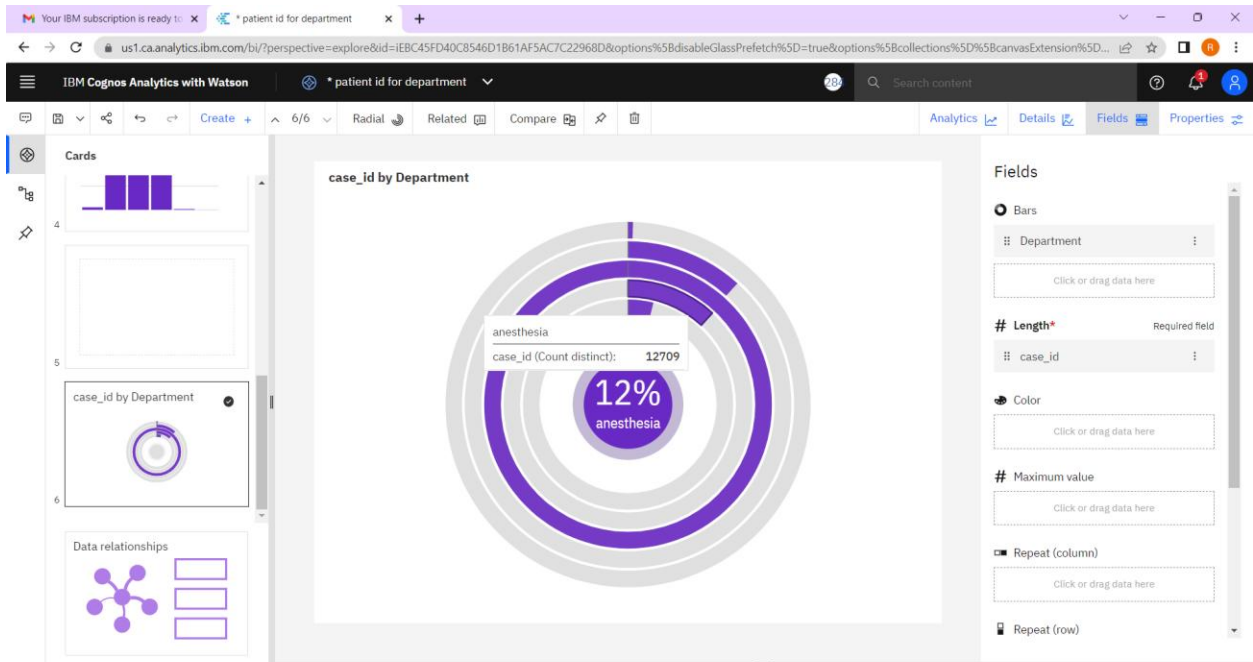 Your IBM subscription is ready to
* patient id for department
us1.ca.analytics.ibm.com/bi/?perspective=explore&id=iEBC45FD40C8546D1B61AF5AC7C22968D&options%5BdisableGlassPrefetch%5D=true&options%5Bcollections%5D%5BcanvasExtension%5D...
R
IBM Cognos Analytics with Watson
* patient id for department
284
Search content
1
Create +
6/6
Radial
Related
Compare
Analytics
Details
Fields
Properties
Cards
4
5
case_id by Department
6
Data relationships
case_id by Department
anesthesia
case_id (Count distinct): 12709
12%
anesthesia
Fields
Bars
Department
Click or drag data here
# Length*
Required field
case_id
Color
Click or drag data here
# Maximum value
Click or drag data here
Repeat (column)
Click or drag data here
Repeat (row)